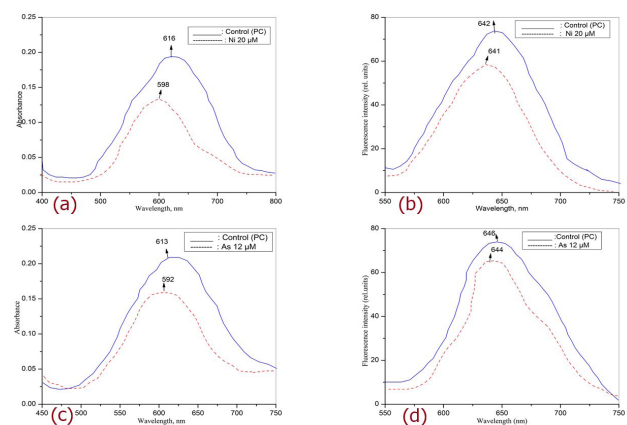 0.25
0.20
0.15
0.10
0.05
0.00
Absorbance
616
598
: Control (PC)
: Ni 20 µM
400 450 500 550 600 650 700 750 800
Wavelength, nm
(a)
80
60
40
20
0
Fluorescence intensity (rel. units)
642
641
: Control (PC)
: Ni 20 µM
550 600 650 700 750
Wavelength, nm
(b)
0.25
0.20
0.15
0.10
0.05
0.00
Absorbance
613
592
: Control (PC)
: As 12 µM
450 500 550 600 650 700 750
Wavelength, nm
(c)
80
60
40
20
0
Fluorescence intensity (rel.units)
646
644
:Control (PC)
: As 12 µM
550 600 650 700 750
Wavelength (nm)
(d)